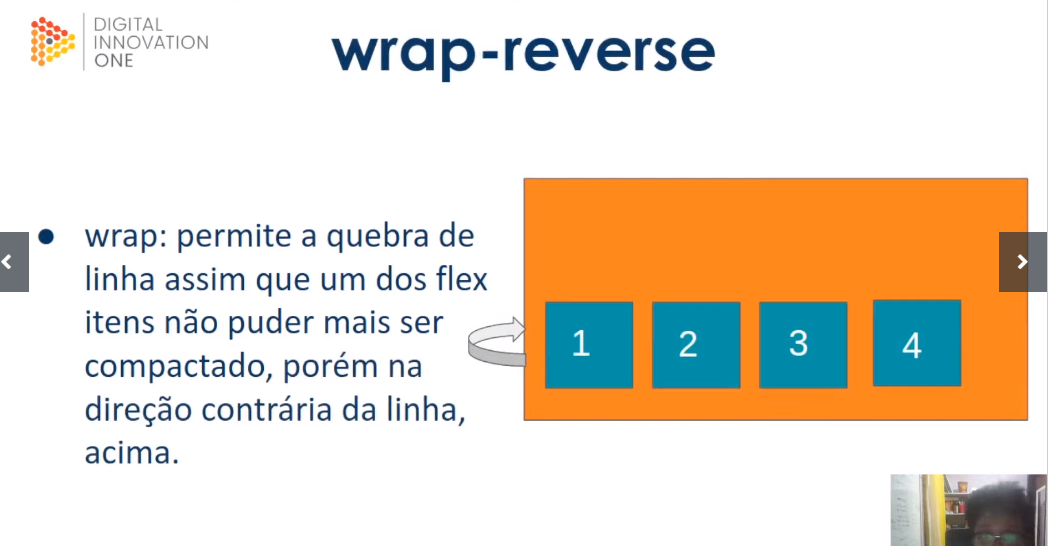 DIGITAL
INNOVATION
ONE
wrap-reverse
wrap: permite a quebra de
linha assim que um dos flex
itens não puder mais ser
compactado, porém na
direção contrária da linha,
acima.
1
2
3
4